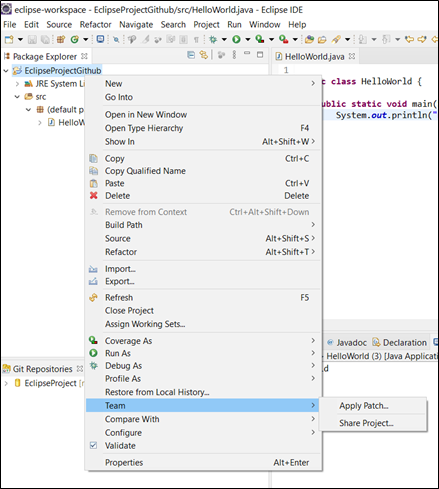 eclipse-workspace - EclipseProjectGithub/src/HelloWorld.java - Eclipse IDE
File Edit Source Refactor Navigate Search Project Run Window Help
Package Explorer
HelloWorld.java
EclipseProjectGithub
JRE System Li
src
(default p
HelloW
1
c class HelloWorld {
ublic static void main(
System.out.println("
New
Go Into
Open in New Window
Open Type Hierarchy F4
Show In Alt+Shift+W
Copy Ctrl+C
Copy Qualified Name
Paste Ctrl+V
Delete Delete
Remove from Context Ctrl+Alt+Shift+Down
Build Path
Source Alt+Shift+S
Refactor Alt+Shift+T
Import...
Export...
Refresh F5
Close Project
Assign Working Sets...
Coverage As
Run As
Debug As
Profile As
Restore from Local History...
Team
Compare With
Configure
Validate
Properties Alt+Enter
Apply Patch...
Share Project...
Javadoc Declaration
HelloWorld (3) [Java Applicat
Git Repositories
EclipseProject